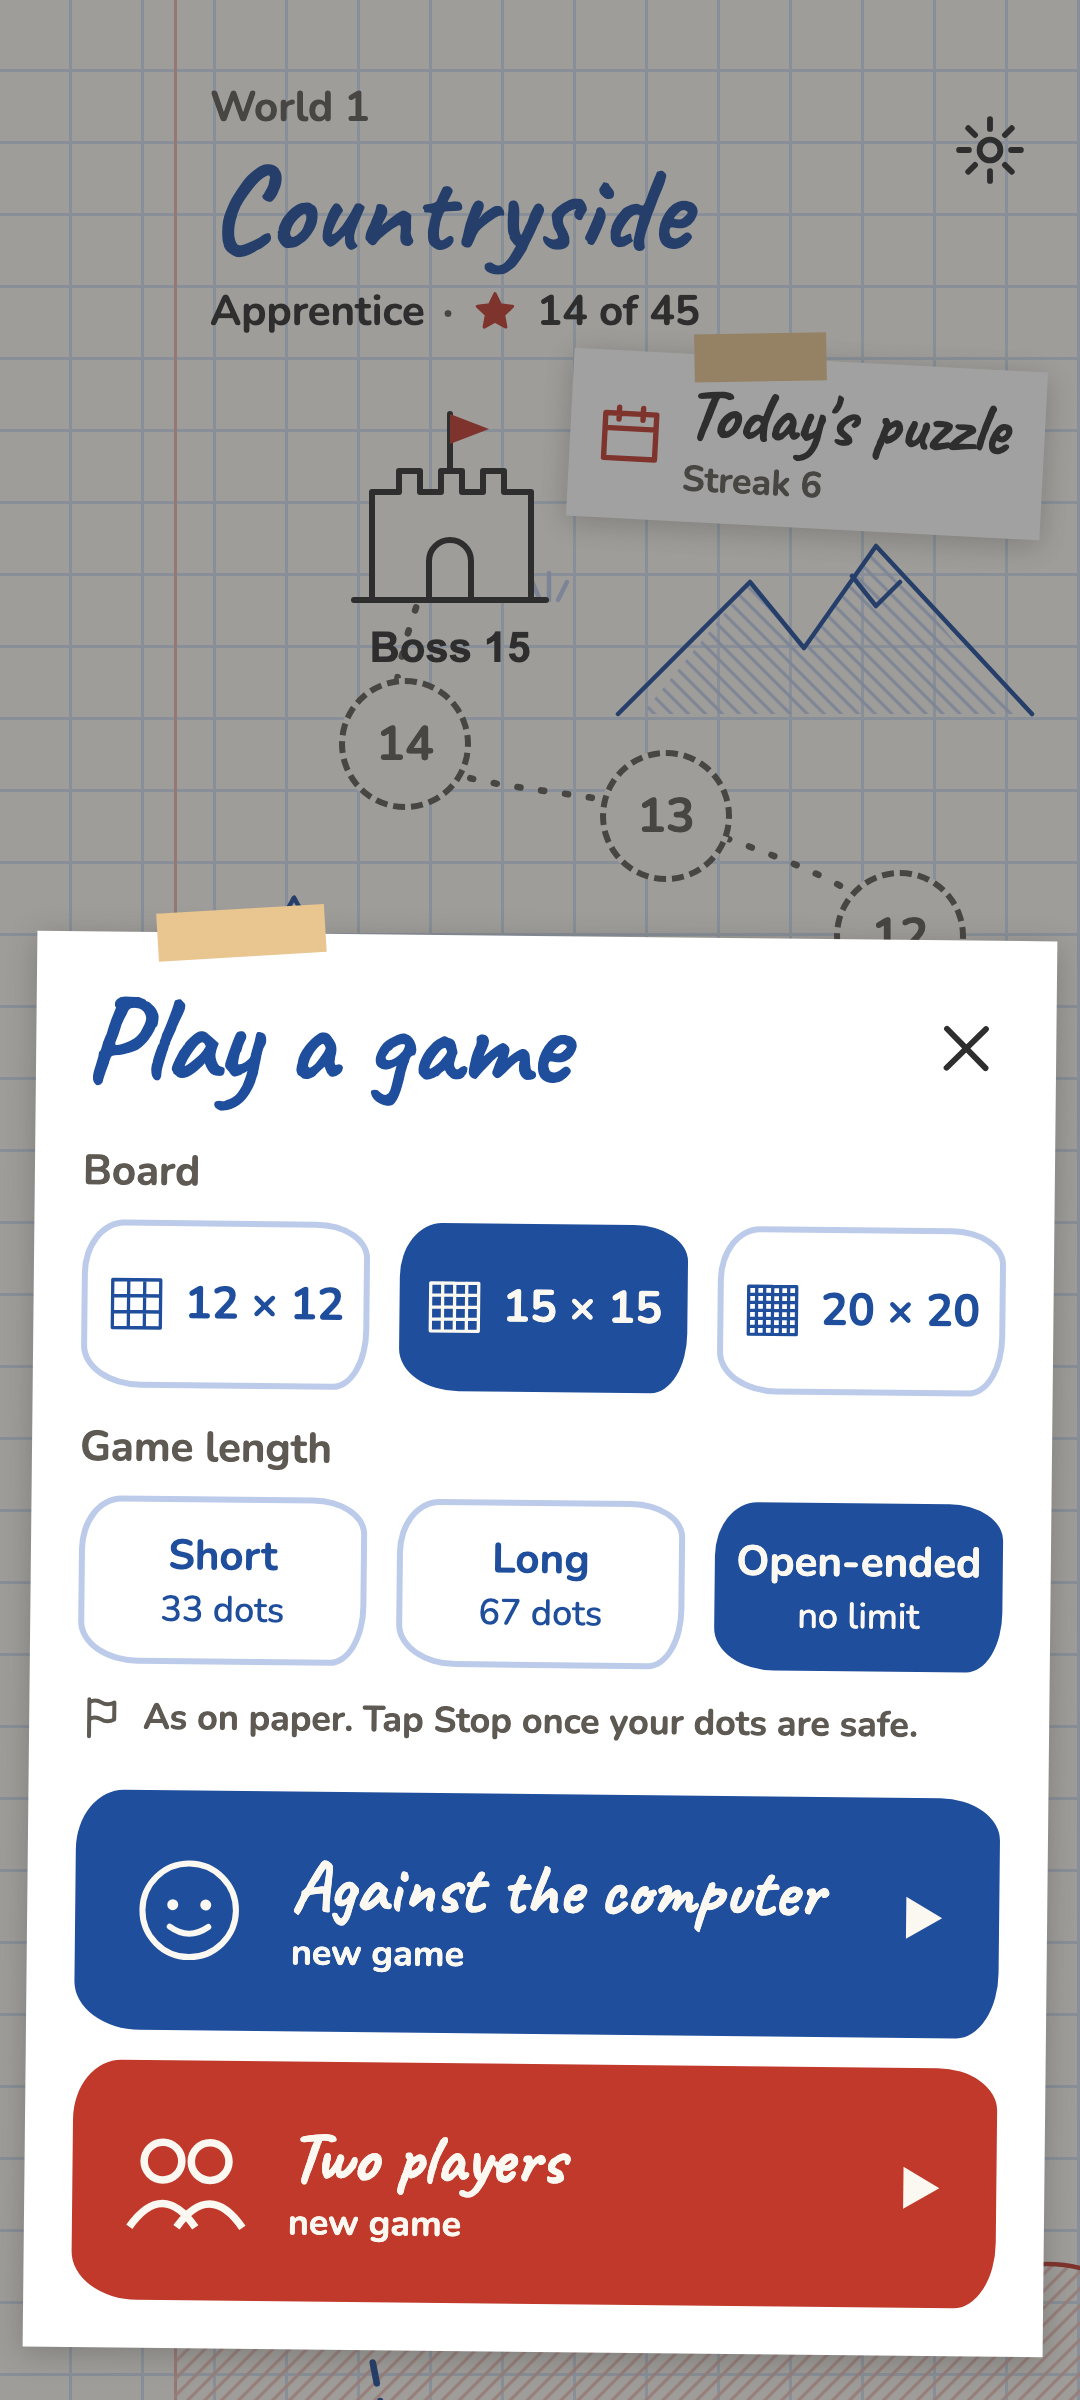 World 1
Countryside
Apprentice · 14 of 45
Today's puzzle
Streak 6
Boss 15
14
13
12
Play a game
Board
12 × 12
15 × 15
20 × 20
Game length
Short
33 dots
Long
67 dots
Open-ended
no limit
As on paper. Tap Stop once your dots are safe.
Against the computer
new game
Two players
new game